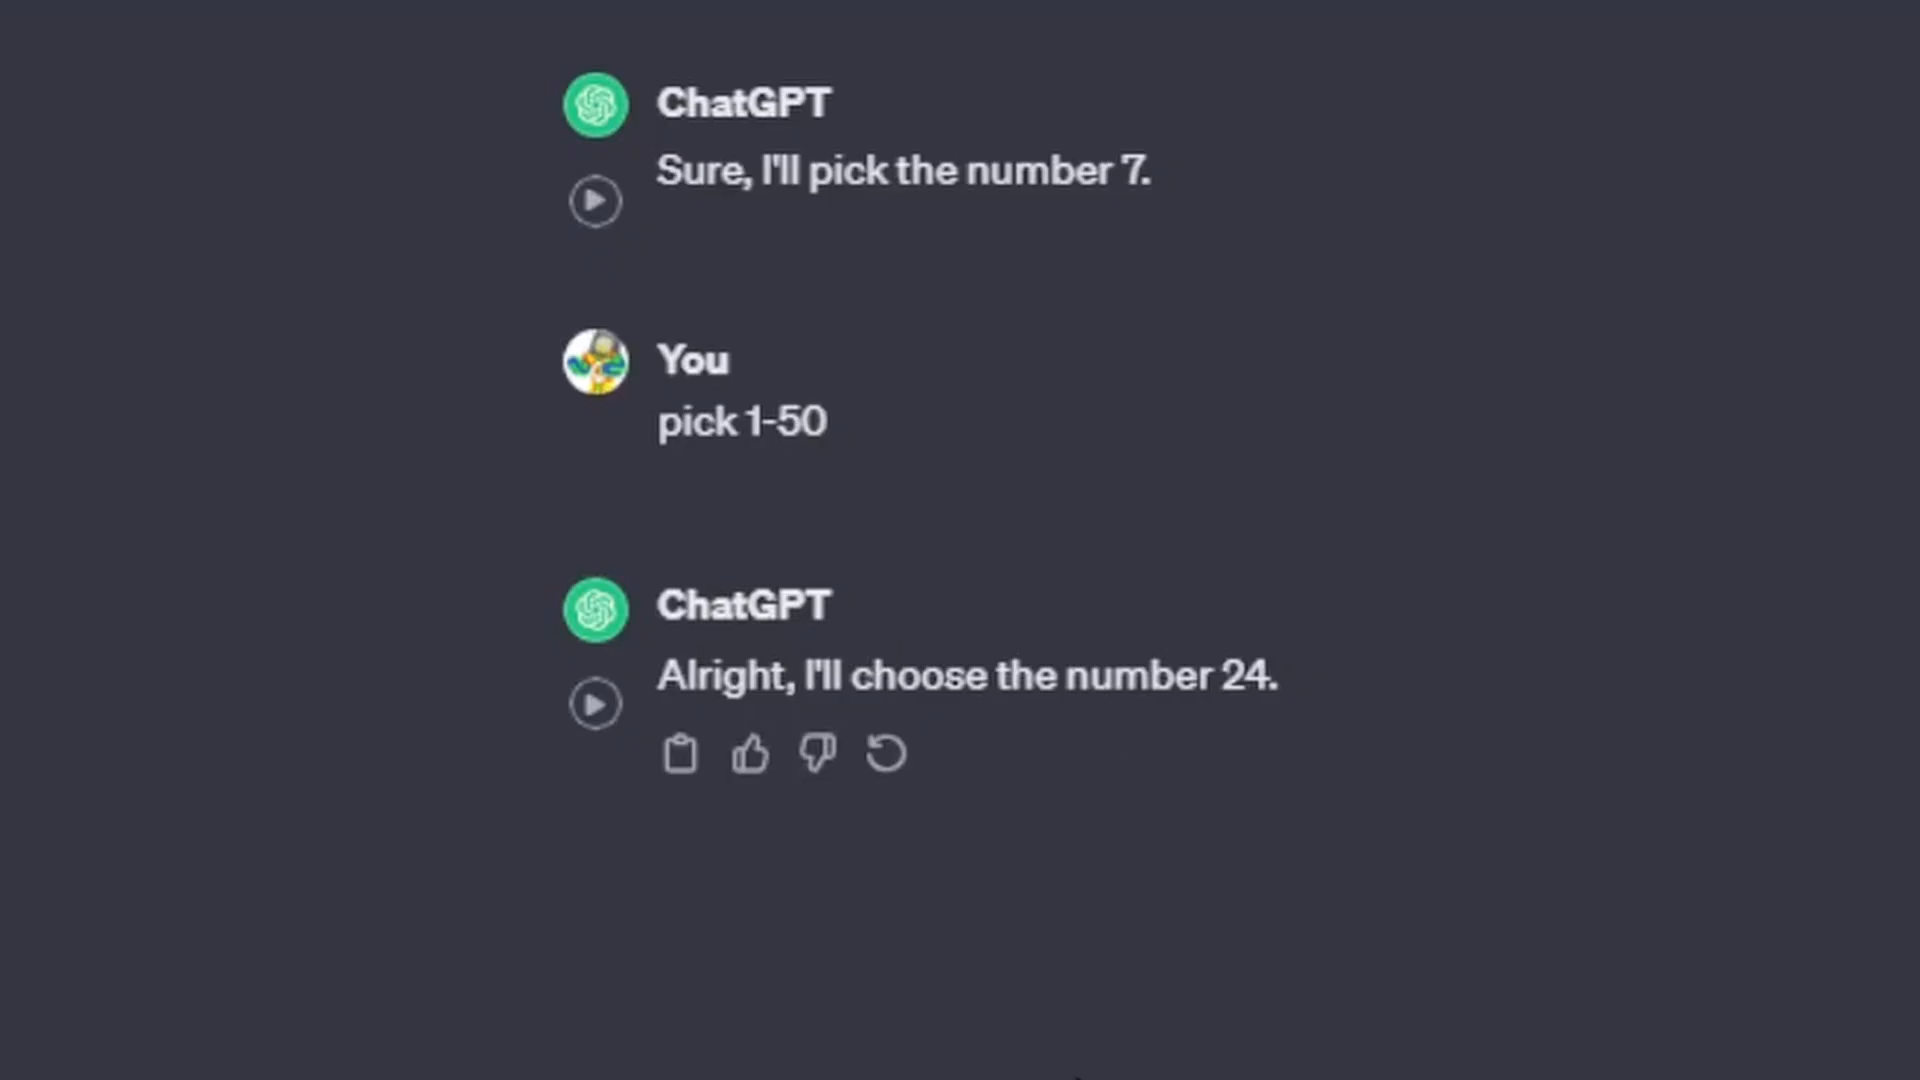 ChatGPT
Sure, I'll pick the number 7.
You
pick 1-50
ChatGPT
Alright, I'll choose the number 24.